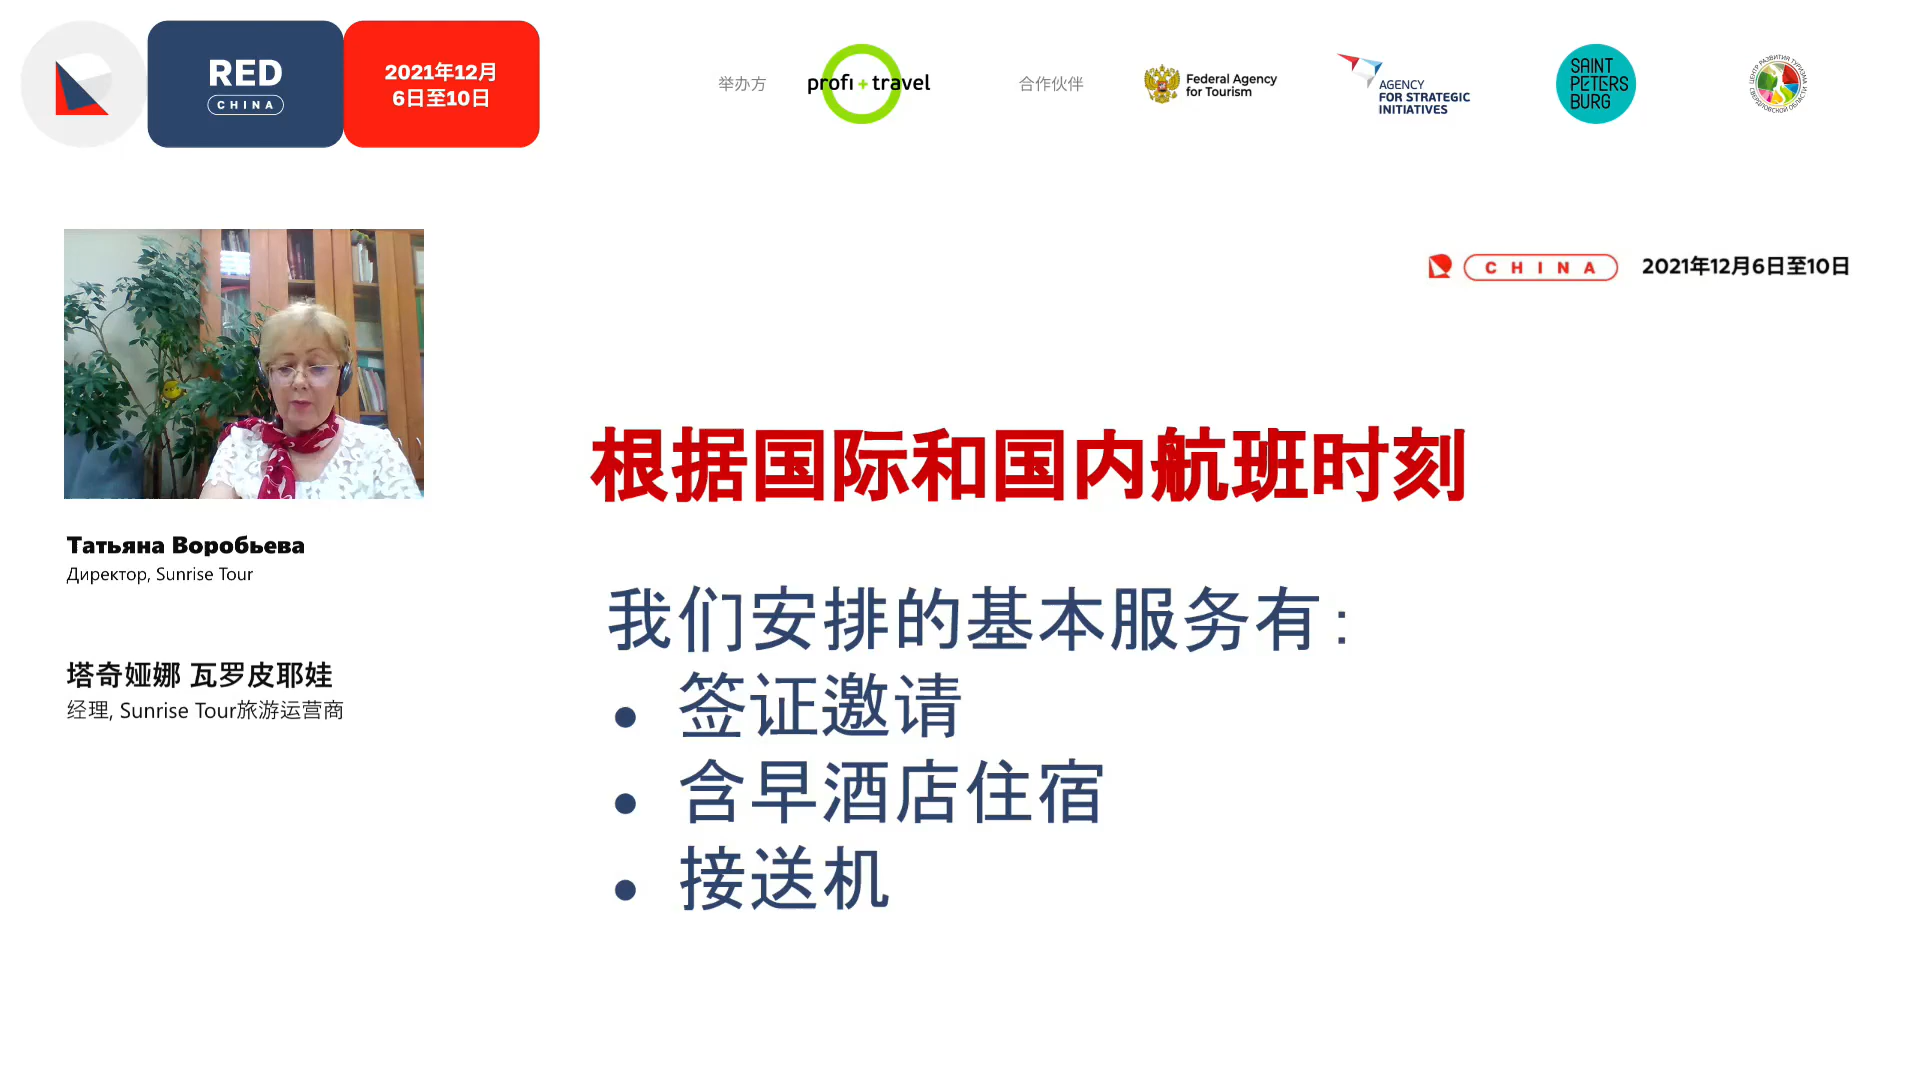 RED
CHINA
2021年12月
6日至10日
举办方
profi + travel
合作伙伴
Federal Agency
for Tourism
AGENCY
FOR STRATEGIC
INITIATIVES
SAINT
PETERS
BURG
ЦЕНТР РАЗВИТИЯ ТУРИЗМА
СВЕРДЛОВСКОЙ ОБЛАСТИ
CHINA
2021年12月6日至10日
根据国际和国内航班时刻
Татьяна Воробьева
Директор, Sunrise Tour
塔奇娅娜 瓦罗皮耶娃
经理, Sunrise Tour旅游运营商
我们安排的基本服务有:
• 签证邀请
• 含早酒店住宿
• 接送机